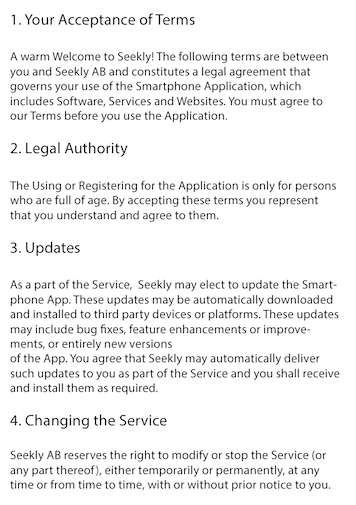 1. Your Acceptance of Terms
A warm Welcome to Seekly! The following terms are between
you and Seekly AB and constitutes a legal agreement that
governs your use of the Smartphone Application, which
includes Software, Services and Websites. You must agree to
our Terms before you use the Application.
2. Legal Authority
The Using or Registering for the Application is only for persons
who are full of age. By accepting these terms you represent
that you understand and agree to them.
3. Updates
As a part of the Service,  Seekly may elect to update the Smart-
phone App. These updates may be automatically downloaded
and installed to third party devices or platforms. These updates
may include bug fixes, feature enhancements or improve-
ments, or entirely new versions
of the App. You agree that Seekly may automatically deliver
such updates to you as part of the Service and you shall receive
and install them as required.
4. Changing the Service
Seekly AB reserves the right to modify or stop the Service (or
any part thereof), either temporarily or permanently, at any
time or from time to time, with or without prior notice to you.